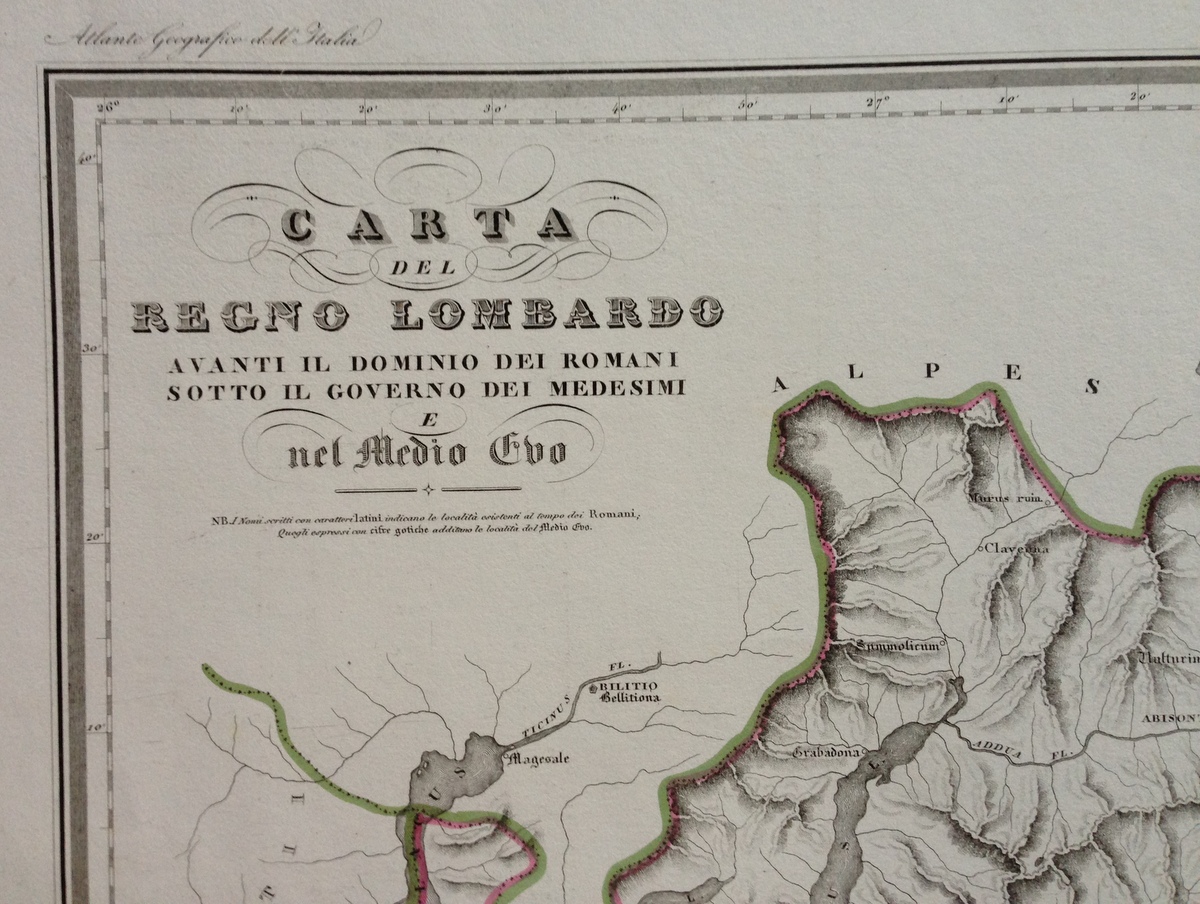 Atlante Geografico dell' Italia
26° 10' 20' 30' 40' 50' 27° 10' 20'
40'
CARTA
DEL
REGNO LOMBARDO
30'
AVANTI IL DOMINIO DEI ROMANI
SOTTO IL GOVERNO DEI MEDESIMI
E
nel Medio Evo
ALPES
NB. I Nomi scritti con caratteri latini indicano le località esistenti al tempo dei Romani;
Quegli espressi con cifre gotiche additano le località del Medio Evo.
Murus ruin.
20'
Clavenna
Summolicum
FL.
BILITIO
Bellitiona
TICINUS
10'
ABISONT
Magesale
Grabadona
ADDUA FL.
L.
US
I
I
T
US
L.